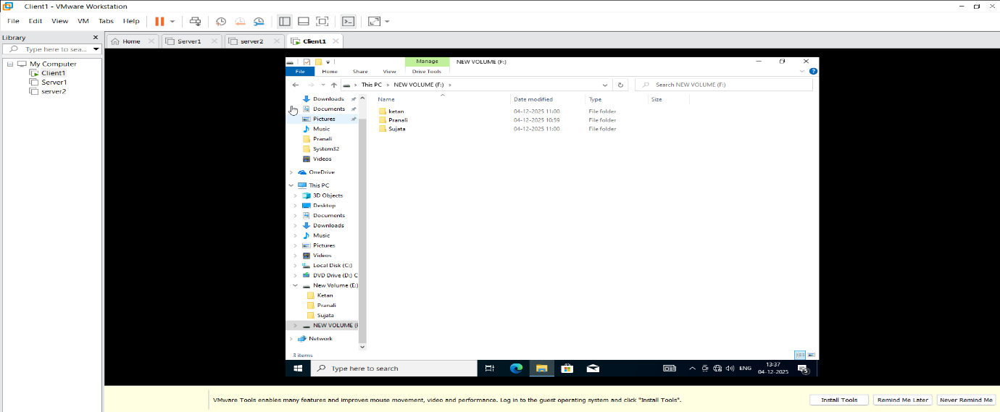 Client1 - VMware Workstation
File Edit View VM Tabs Help
Library
Type here to sea...
My Computer
Client1
Server1
server2
Home
Server1
server2
Client1
Manage
NEW VOLUME (F:)
File Home Share View Drive Tools
This PC > NEW VOLUME (F:) >
Search NEW VOLUME (F:)
Downloads
Documents
Pictures
Music
Pranali
System32
Videos
OneDrive
This PC
3D Objects
Desktop
Documents
Downloads
Music
Pictures
Videos
Local Disk (C:)
DVD Drive (D:) C
New Volume (E:)
Ketan
Pranali
Sujata
NEW VOLUME (F
Network
Name Date modified Type Size
ketan 04-12-2025 11:00 File folder
Pranali 04-12-2025 10:59 File folder
Sujata 04-12-2025 11:00 File folder
3 items
Type here to search
ENG
13:37
04-12-2025
5
VMware Tools enables many features and improves mouse movement, video and performance. Log in to the guest operating system and click "Install Tools".
Install Tools
Remind Me Later
Never Remind Me